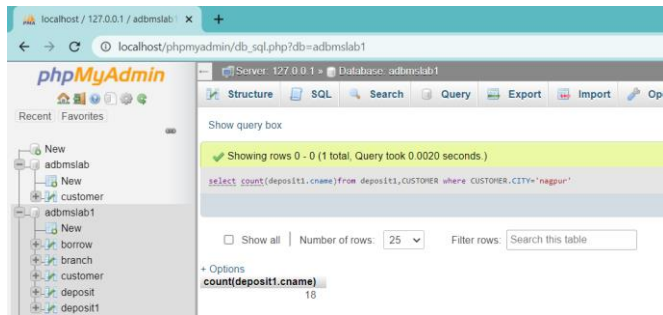 localhost / 127.0.0.1 / adbmslab1
localhost/phpmyadmin/db_sql.php?db=adbmslab1
phpMyAdmin
Recent Favorites
New
adbmslab
New
customer
adbmslab1
New
borrow
branch
customer
deposit
deposit1
Server: 127.0.0.1 » Database: adbmslab1
Structure SQL Search Query Export Import Op
Show query box
Showing rows 0 - 0 (1 total, Query took 0.0020 seconds.)
select count(deposit1.cname)from deposit1,CUSTOMER where CUSTOMER.CITY='nagpur'
Show all Number of rows: 25 Filter rows: Search this table
+ Options
count(deposit1.cname)
18